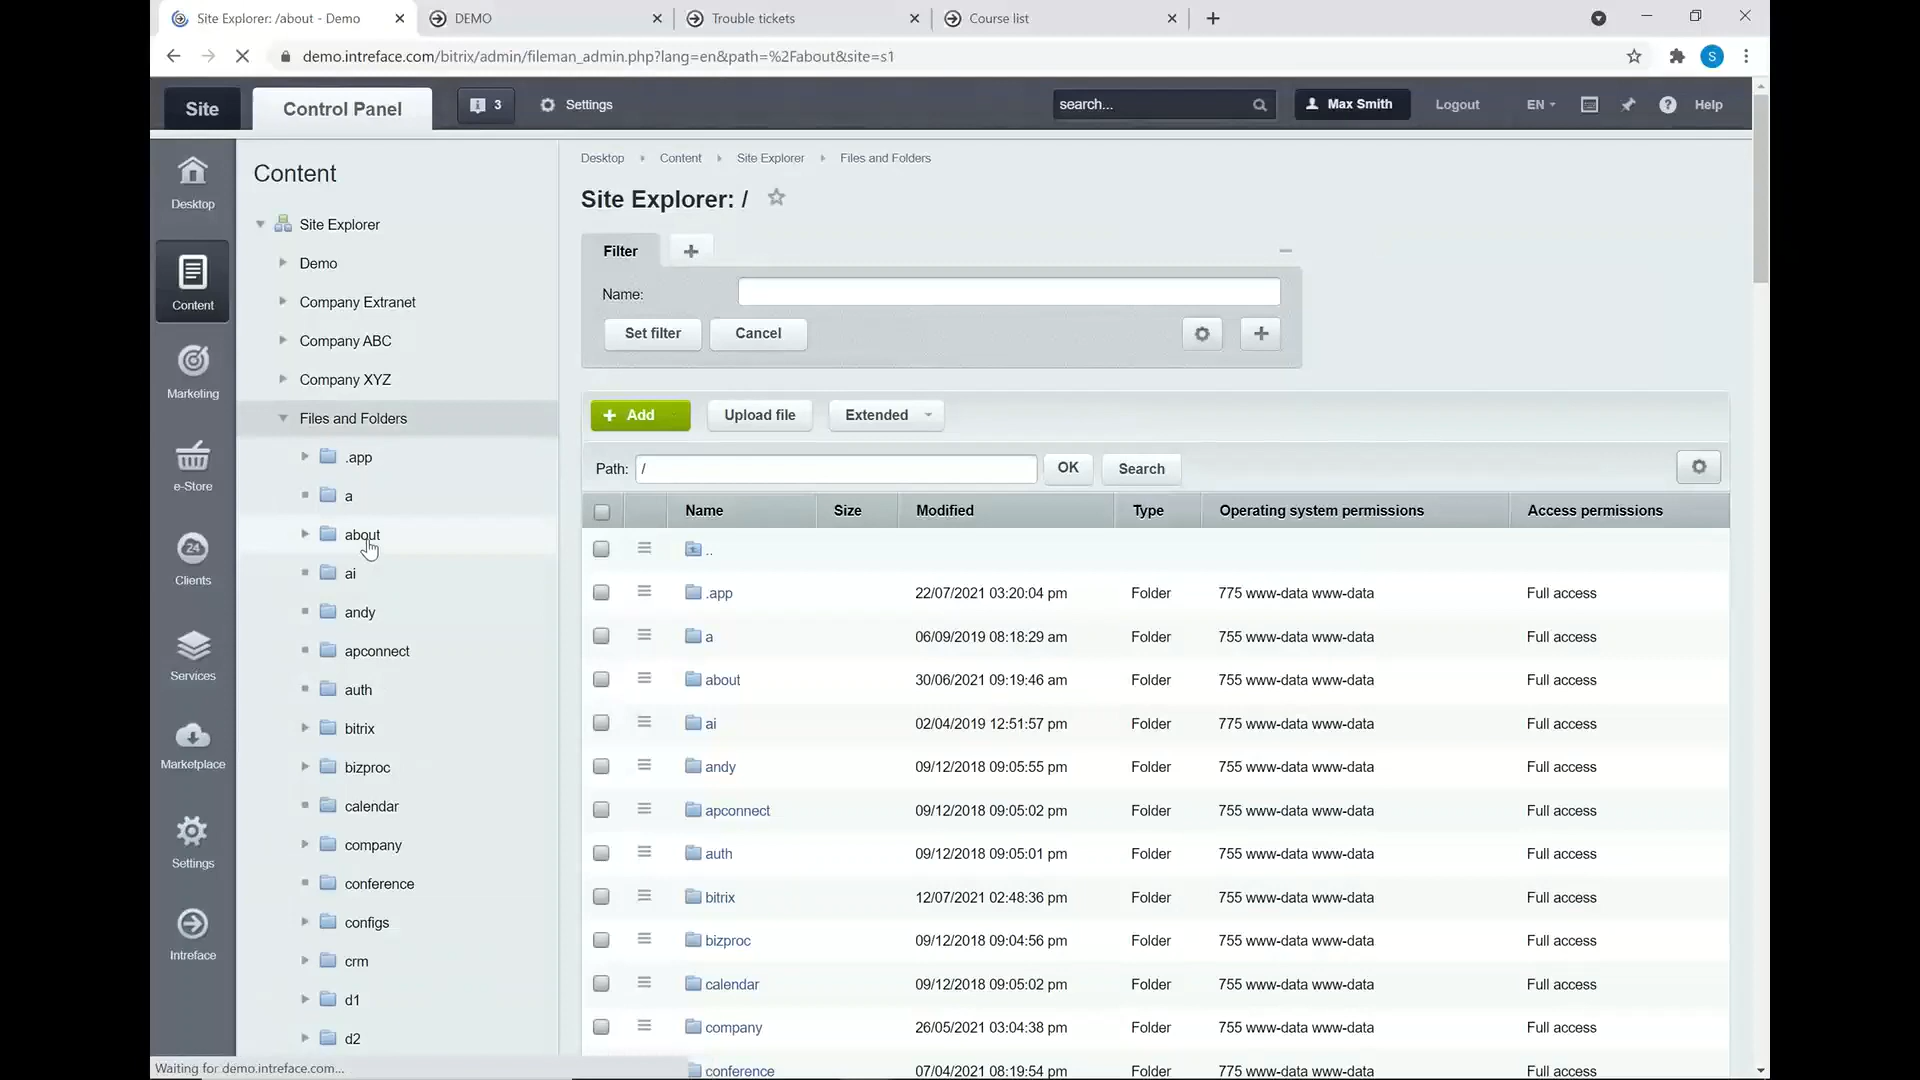 Site Explorer: /about - Demo
DEMO
Trouble tickets
Course list
demo.intreface.com/bitrix/admin/fileman_admin.php?lang=en&path=%2Fabout&site=s1
S
Site
Control Panel
3
Settings
search...
Max Smith
Logout
EN
Help
Desktop
Content
Marketing
e-Store
24
Clients
Services
Marketplace
Settings
Intreface
Content
Site Explorer
Demo
Company Extranet
Company ABC
Company XYZ
Files and Folders
.app
a
about
ai
andy
apconnect
auth
bitrix
bizproc
calendar
company
conference
configs
crm
d1
d2
Desktop Content Site Explorer Files and Folders
Site Explorer: /
Filter
Name:
Set filter Cancel
Add Upload file Extended
Path: / OK Search
Name Size Modified Type Operating system permissions Access permissions
..
.app 22/07/2021 03:20:04 pm Folder 775 www-data www-data Full access
a 06/09/2019 08:18:29 am Folder 755 www-data www-data Full access
about 30/06/2021 09:19:46 am Folder 755 www-data www-data Full access
ai 02/04/2019 12:51:57 pm Folder 775 www-data www-data Full access
andy 09/12/2018 09:05:55 pm Folder 755 www-data www-data Full access
apconnect 09/12/2018 09:05:02 pm Folder 755 www-data www-data Full access
auth 09/12/2018 09:05:01 pm Folder 755 www-data www-data Full access
bitrix 12/07/2021 02:48:36 pm Folder 755 www-data www-data Full access
bizproc 09/12/2018 09:04:56 pm Folder 755 www-data www-data Full access
calendar 09/12/2018 09:05:02 pm Folder 755 www-data www-data Full access
company 26/05/2021 03:04:38 pm Folder 755 www-data www-data Full access
conference 07/04/2021 08:19:54 pm Folder 775 www-data www-data Full access
Waiting for demo.intreface.com...